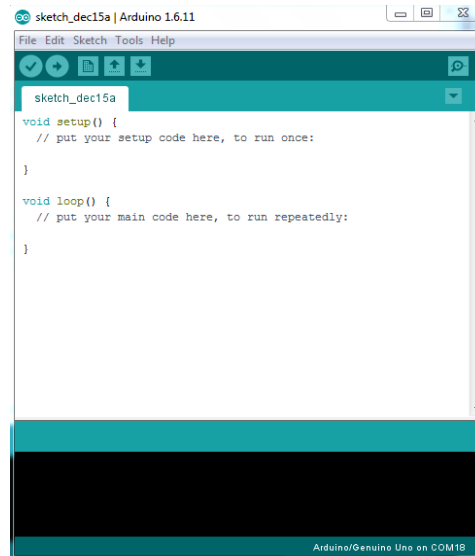 sketch_dec15a | Arduino 1.6.11
File Edit Sketch Tools Help
sketch_dec15a
void setup() {
  // put your setup code here, to run once:
}
void loop() {
  // put your main code here, to run repeatedly:
}
Arduino/Genuino Uno on COM18